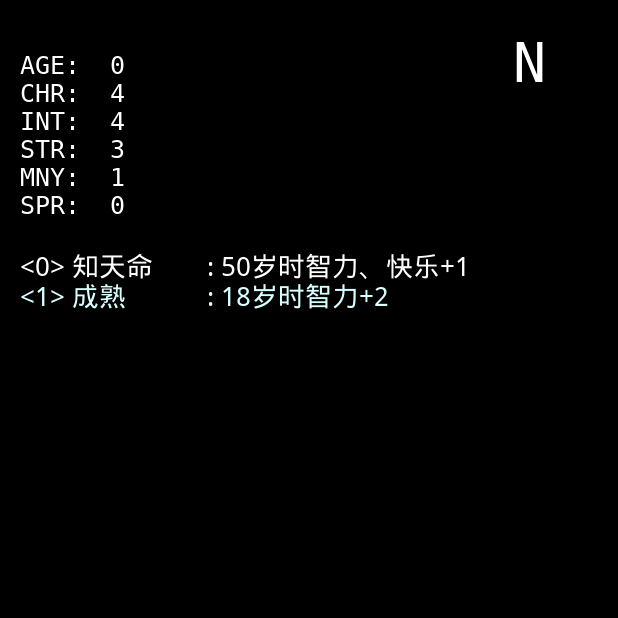 N
AGE: 0
CHR: 4
INT: 4
STR: 3
MNY: 1
SPR: 0
<0> 知天命 : 50岁时智力、快乐+1
<1> 成熟 : 18岁时智力+2